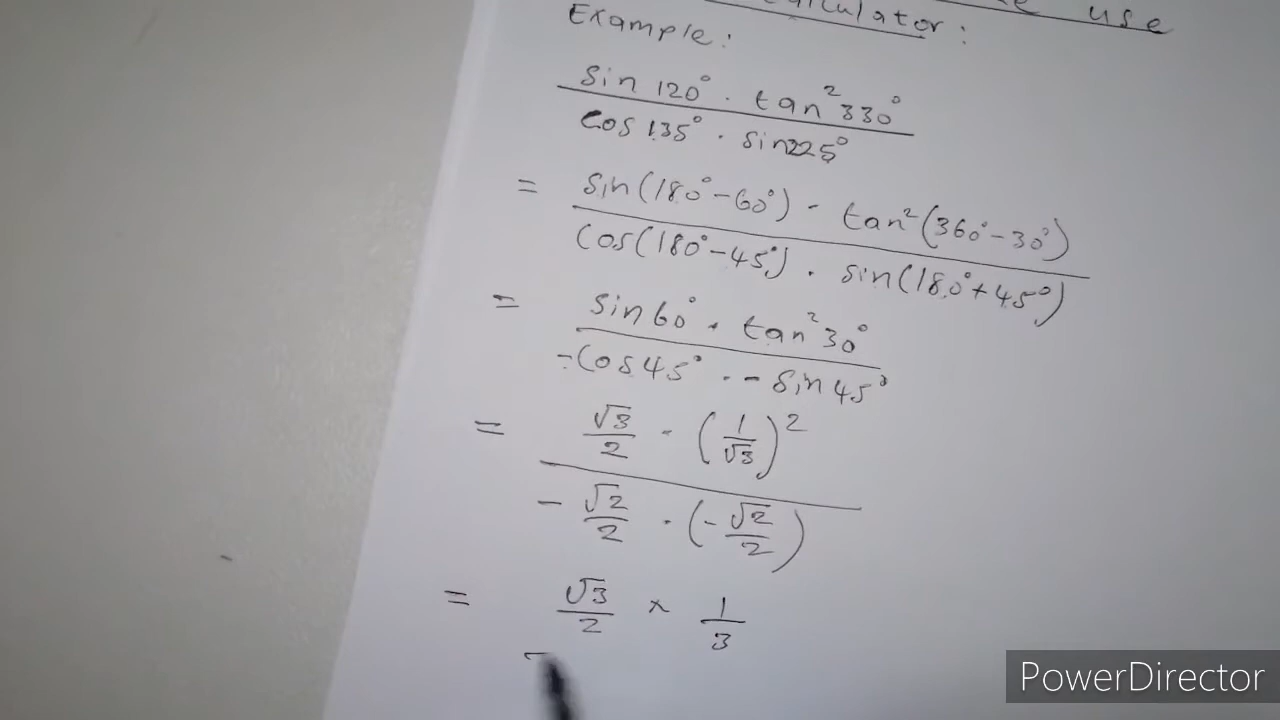 use
calculator:
Example:
sin 120° · tan² 330°
cos 135° · sin 225°
= sin(180° - 60°) · tan²(360° - 30°)
cos(180° - 45°) · sin(180° + 45°)
= sin 60° · tan² 30°
-cos 45° · - sin 45°
= √3/2 · (1/√3)²
- √2/2 · (- √2/2)
= √3/2 × 1/3
PowerDirector